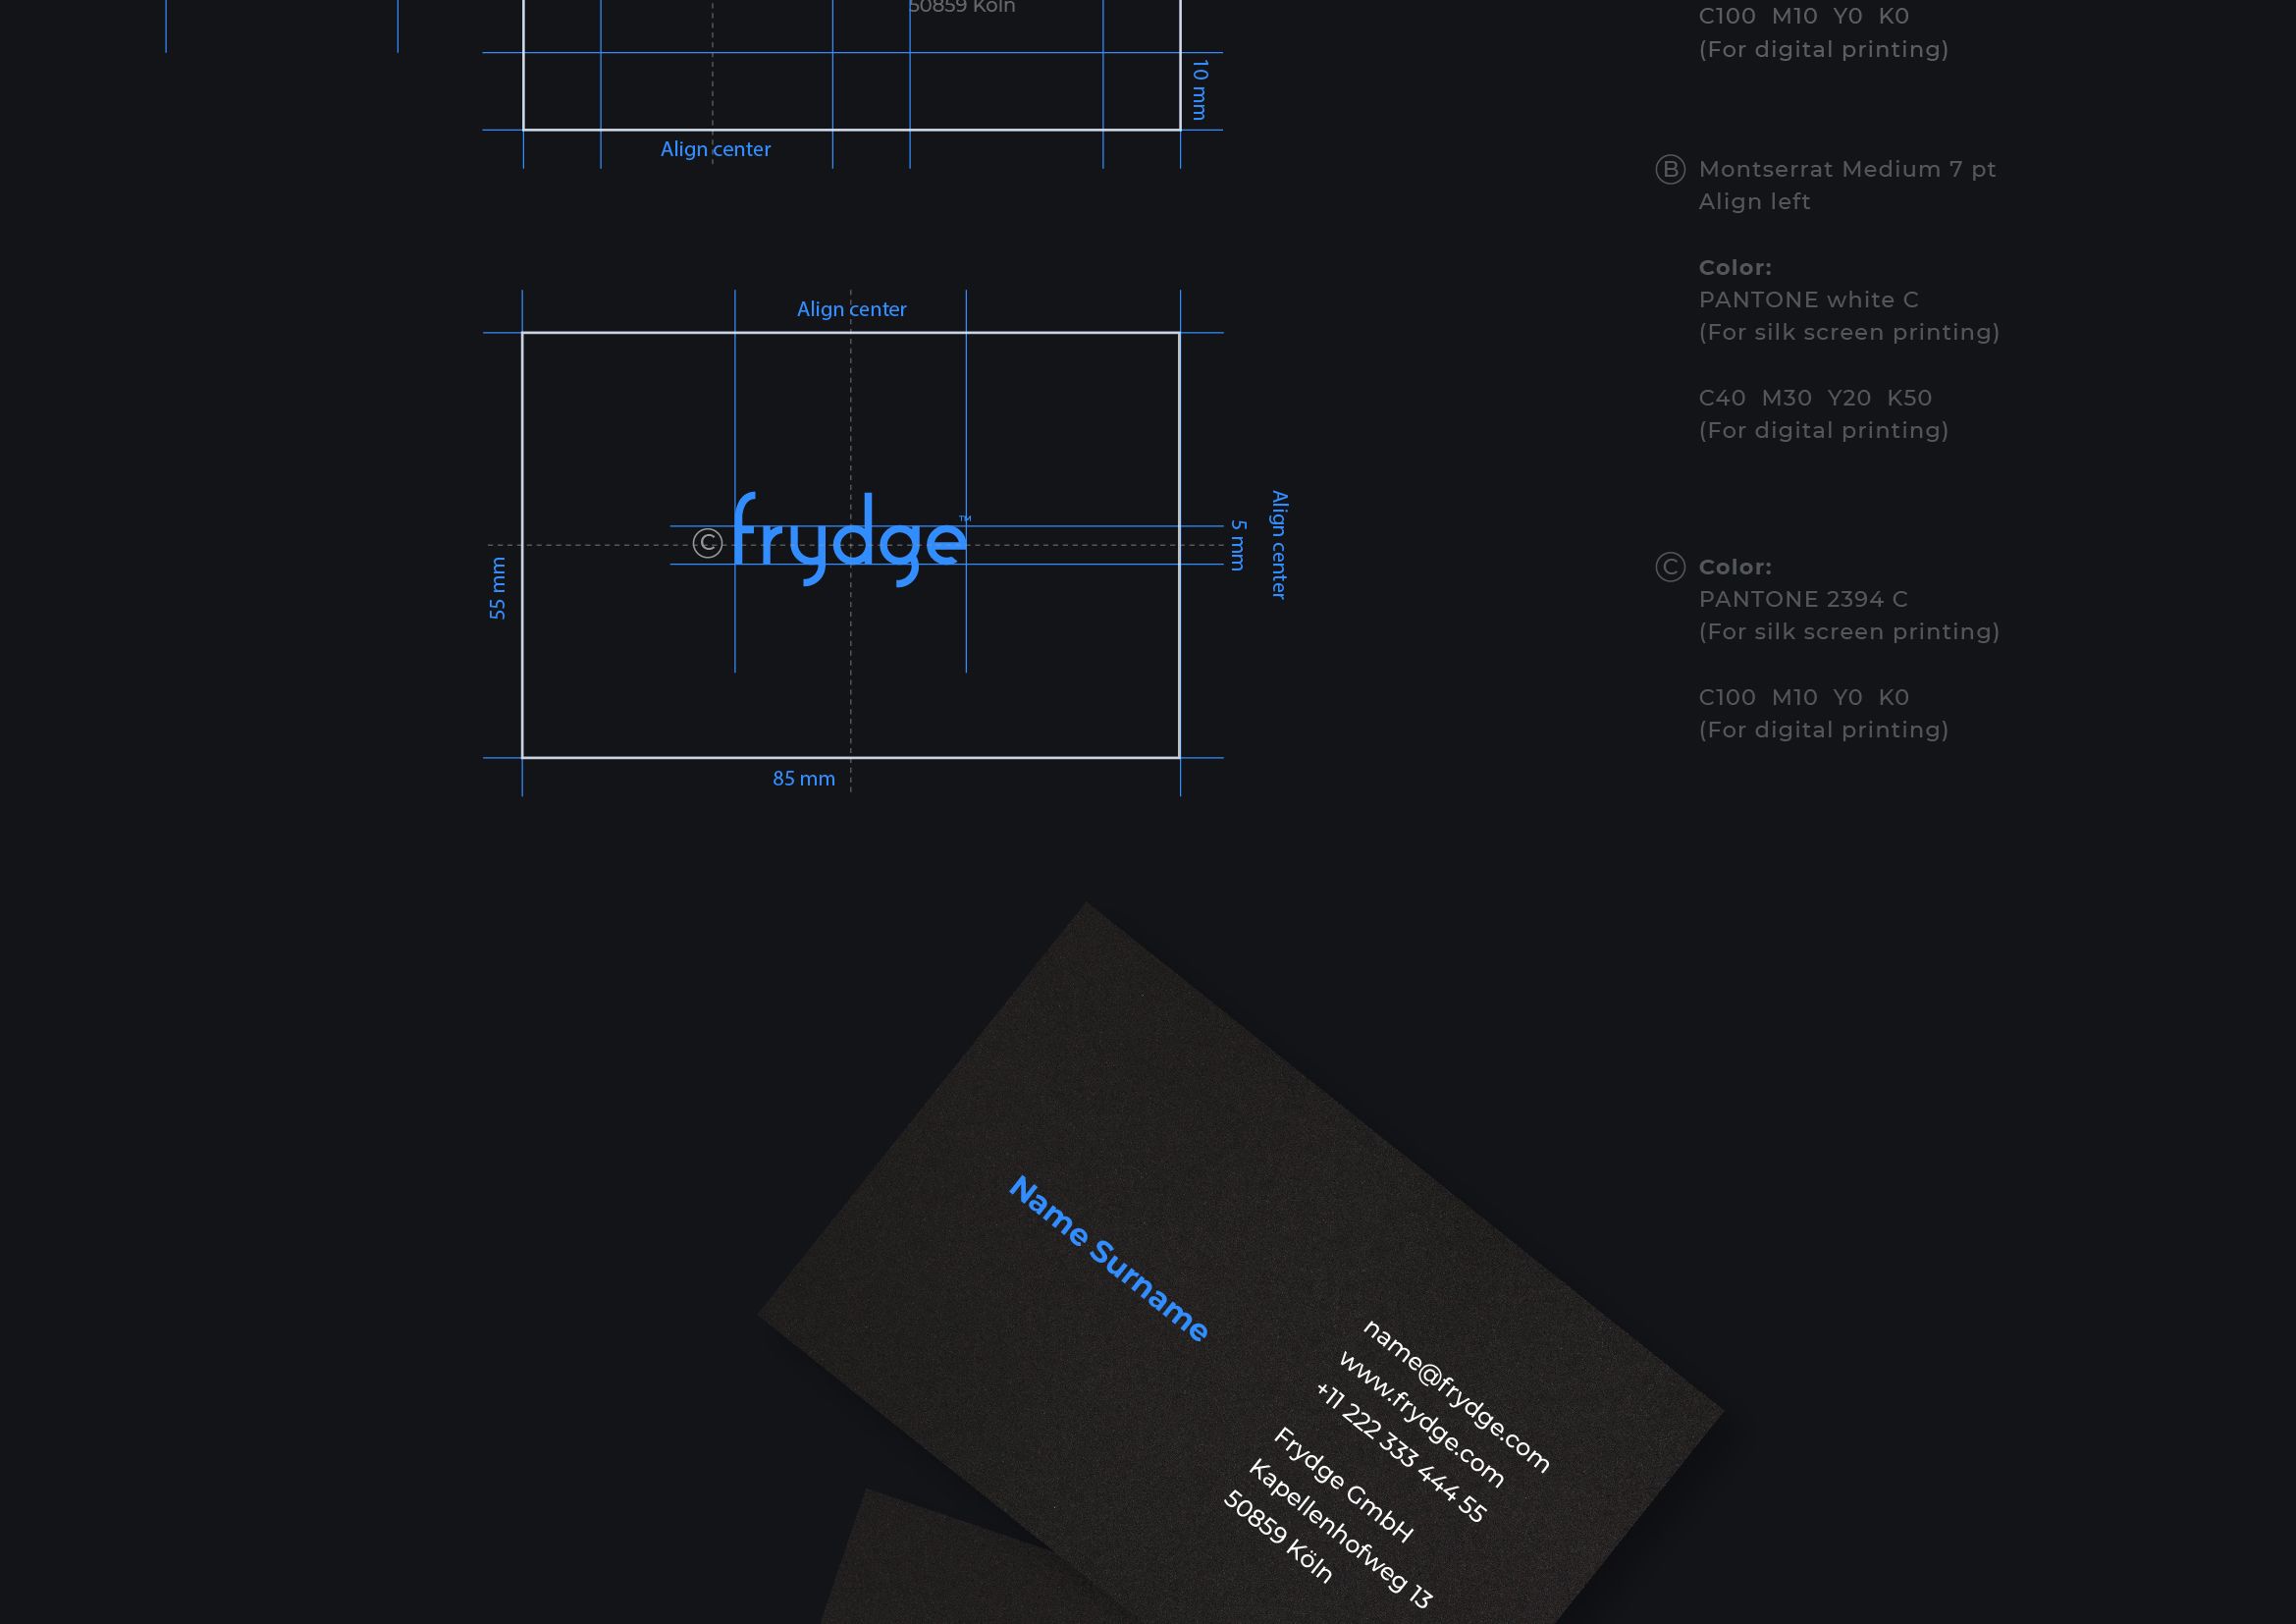 50859 Köln
10 mm
Align center
C100 M10 Y0 K0
(For digital printing)
Ⓑ Montserrat Medium 7 pt
Align left
Color:
PANTONE white C
(For silk screen printing)
C40 M30 Y20 K50
(For digital printing)
Align center
Ⓒ frydge™
5 mm
Align center
55 mm
85 mm
Ⓒ Color:
PANTONE 2394 C
(For silk screen printing)
C100 M10 Y0 K0
(For digital printing)
Name Surname
name@frydge.com
www.frydge.com
+11 222 333 444 55
Frydge GmbH
Kapellenhofweg 13
50859 Köln